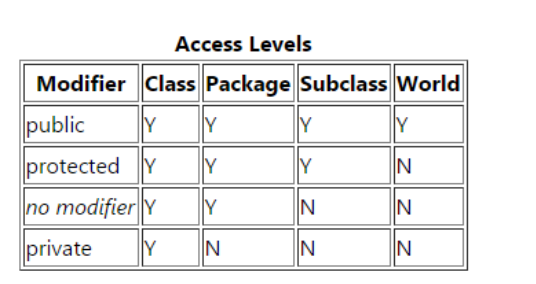 Access Levels
Modifier Class Package Subclass World
public Y Y Y Y
protected Y Y Y N
no modifier Y Y N N
private Y N N N